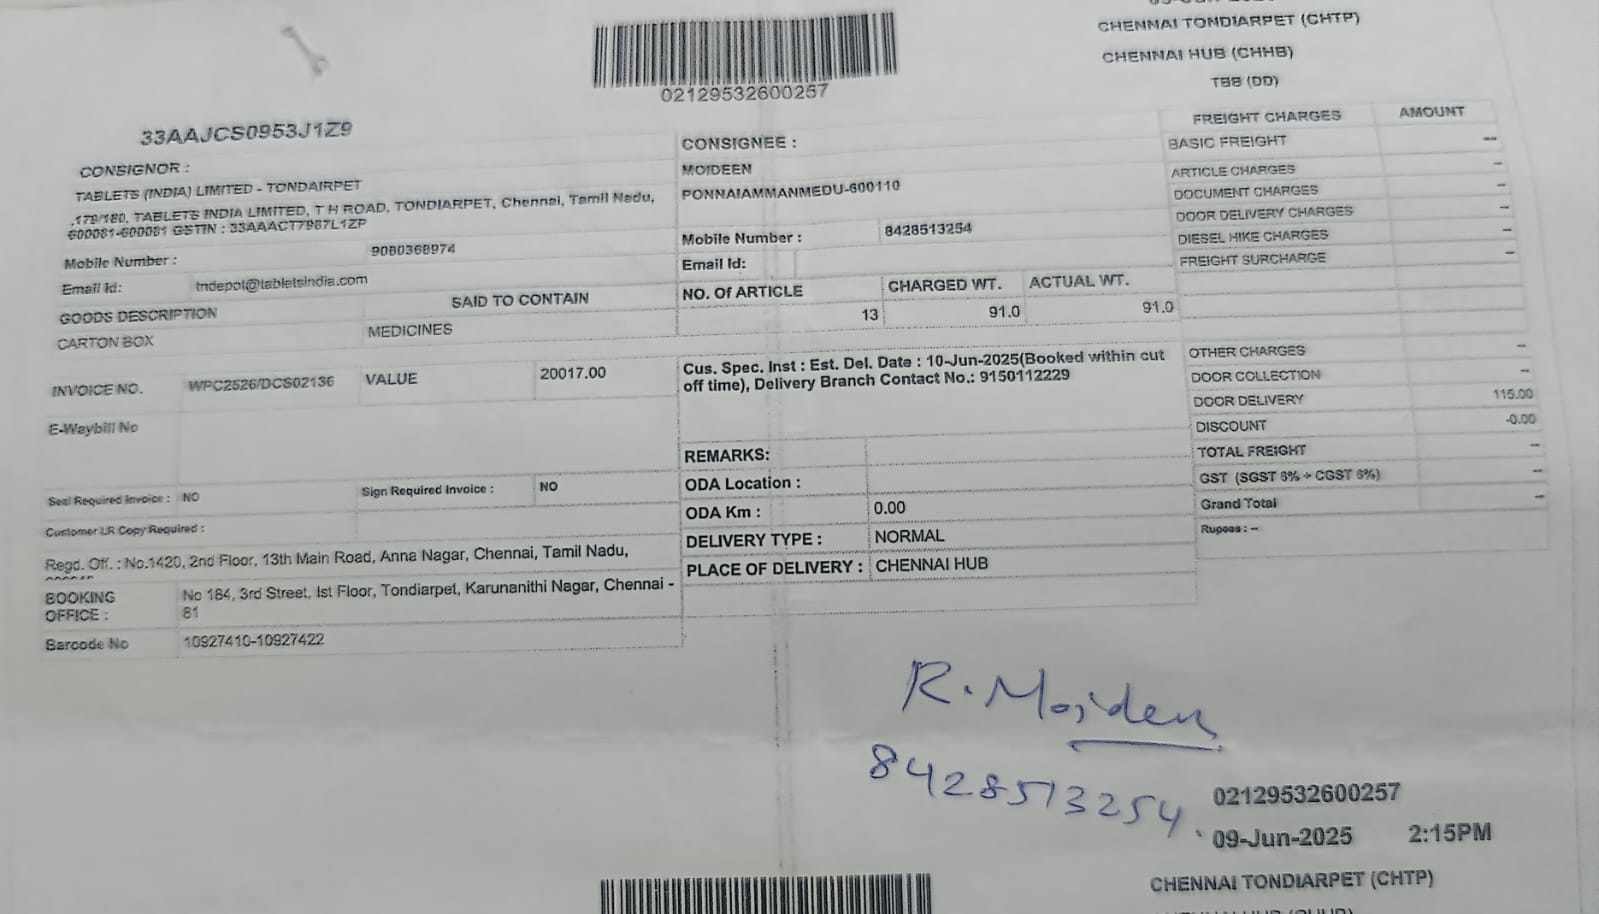 02129532600257
CHENNAI TONDIARPET (CHTP)
CHENNAI HUB (CHHB)
TBB (DD)
33AAJCS0953J1Z9
CONSIGNOR :
TABLETS (INDIA) LIMITED - TONDAIRPET
,179/180, TABLETS INDIA LIMITED, T H ROAD, TONDIARPET, Chennai, Tamil Nadu,
600081-600081 GSTIN : 33AAACT7987L1ZP
Mobile Number : 9080368974
Email Id: tndepot@tabletsindia.com
GOODS DESCRIPTION SAID TO CONTAIN
CARTON BOX MEDICINES
INVOICE NO. WPC2526/DCS02136 VALUE 20017.00
E-Waybill No
Seal Required Invoice : NO Sign Required Invoice : NO
Customer LR Copy Required :
Regd. Off. : No.1420, 2nd Floor, 13th Main Road, Anna Nagar, Chennai, Tamil Nadu,
BOOKING OFFICE : No 184, 3rd Street, Ist Floor, Tondiarpet, Karunanithi Nagar, Chennai -
81
Barcode No 10927410-10927422
CONSIGNEE :
MOIDEEN
PONNAIAMMANMEDU-600110
Mobile Number : 8428513254
Email Id:
NO. Of ARTICLE CHARGED WT. ACTUAL WT.
13 91.0 91.0
Cus. Spec. Inst : Est. Del. Date : 10-Jun-2025(Booked within cut
off time), Delivery Branch Contact No.: 9150112229
REMARKS:
ODA Location :
ODA Km : 0.00
DELIVERY TYPE : NORMAL
PLACE OF DELIVERY : CHENNAI HUB
FREIGHT CHARGES AMOUNT
BASIC FREIGHT --
ARTICLE CHARGES --
DOCUMENT CHARGES --
DOOR DELIVERY CHARGES --
DIESEL HIKE CHARGES --
FREIGHT SURCHARGE --
OTHER CHARGES --
DOOR COLLECTION --
DOOR DELIVERY 115.00
DISCOUNT -0.00
TOTAL FREIGHT --
GST (SGST 6% + CGST 6%) --
Grand Total --
Rupees : --
R. Moiden
8428513254.
02129532600257
09-Jun-2025 2:15PM
CHENNAI TONDIARPET (CHTP)